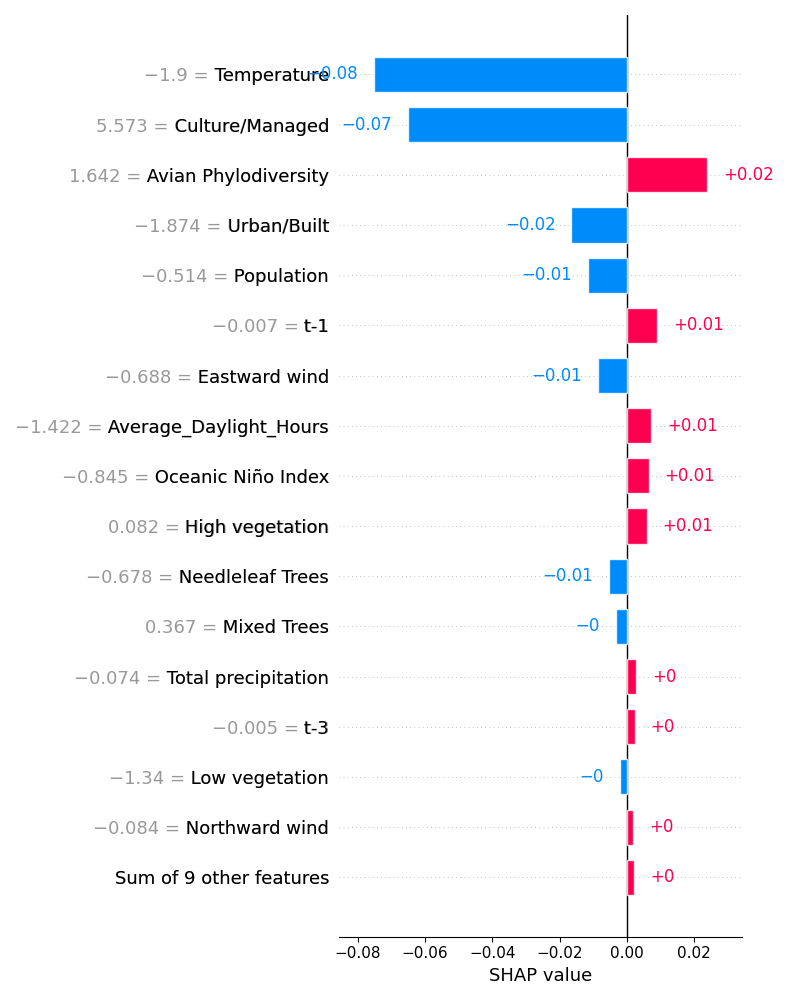 −1.9 = Temperature −0.08
5.573 = Culture/Managed −0.07
1.642 = Avian Phylodiversity +0.02
−1.874 = Urban/Built −0.02
−0.514 = Population −0.01
−0.007 = t-1 +0.01
−0.688 = Eastward wind −0.01
−1.422 = Average_Daylight_Hours +0.01
−0.845 = Oceanic Niño Index +0.01
0.082 = High vegetation +0.01
−0.678 = Needleleaf Trees −0.01
0.367 = Mixed Trees −0
−0.074 = Total precipitation +0
−0.005 = t-3 +0
−1.34 = Low vegetation −0
−0.084 = Northward wind +0
Sum of 9 other features +0
−0.08 −0.06 −0.04 −0.02 0.00 0.02
SHAP value